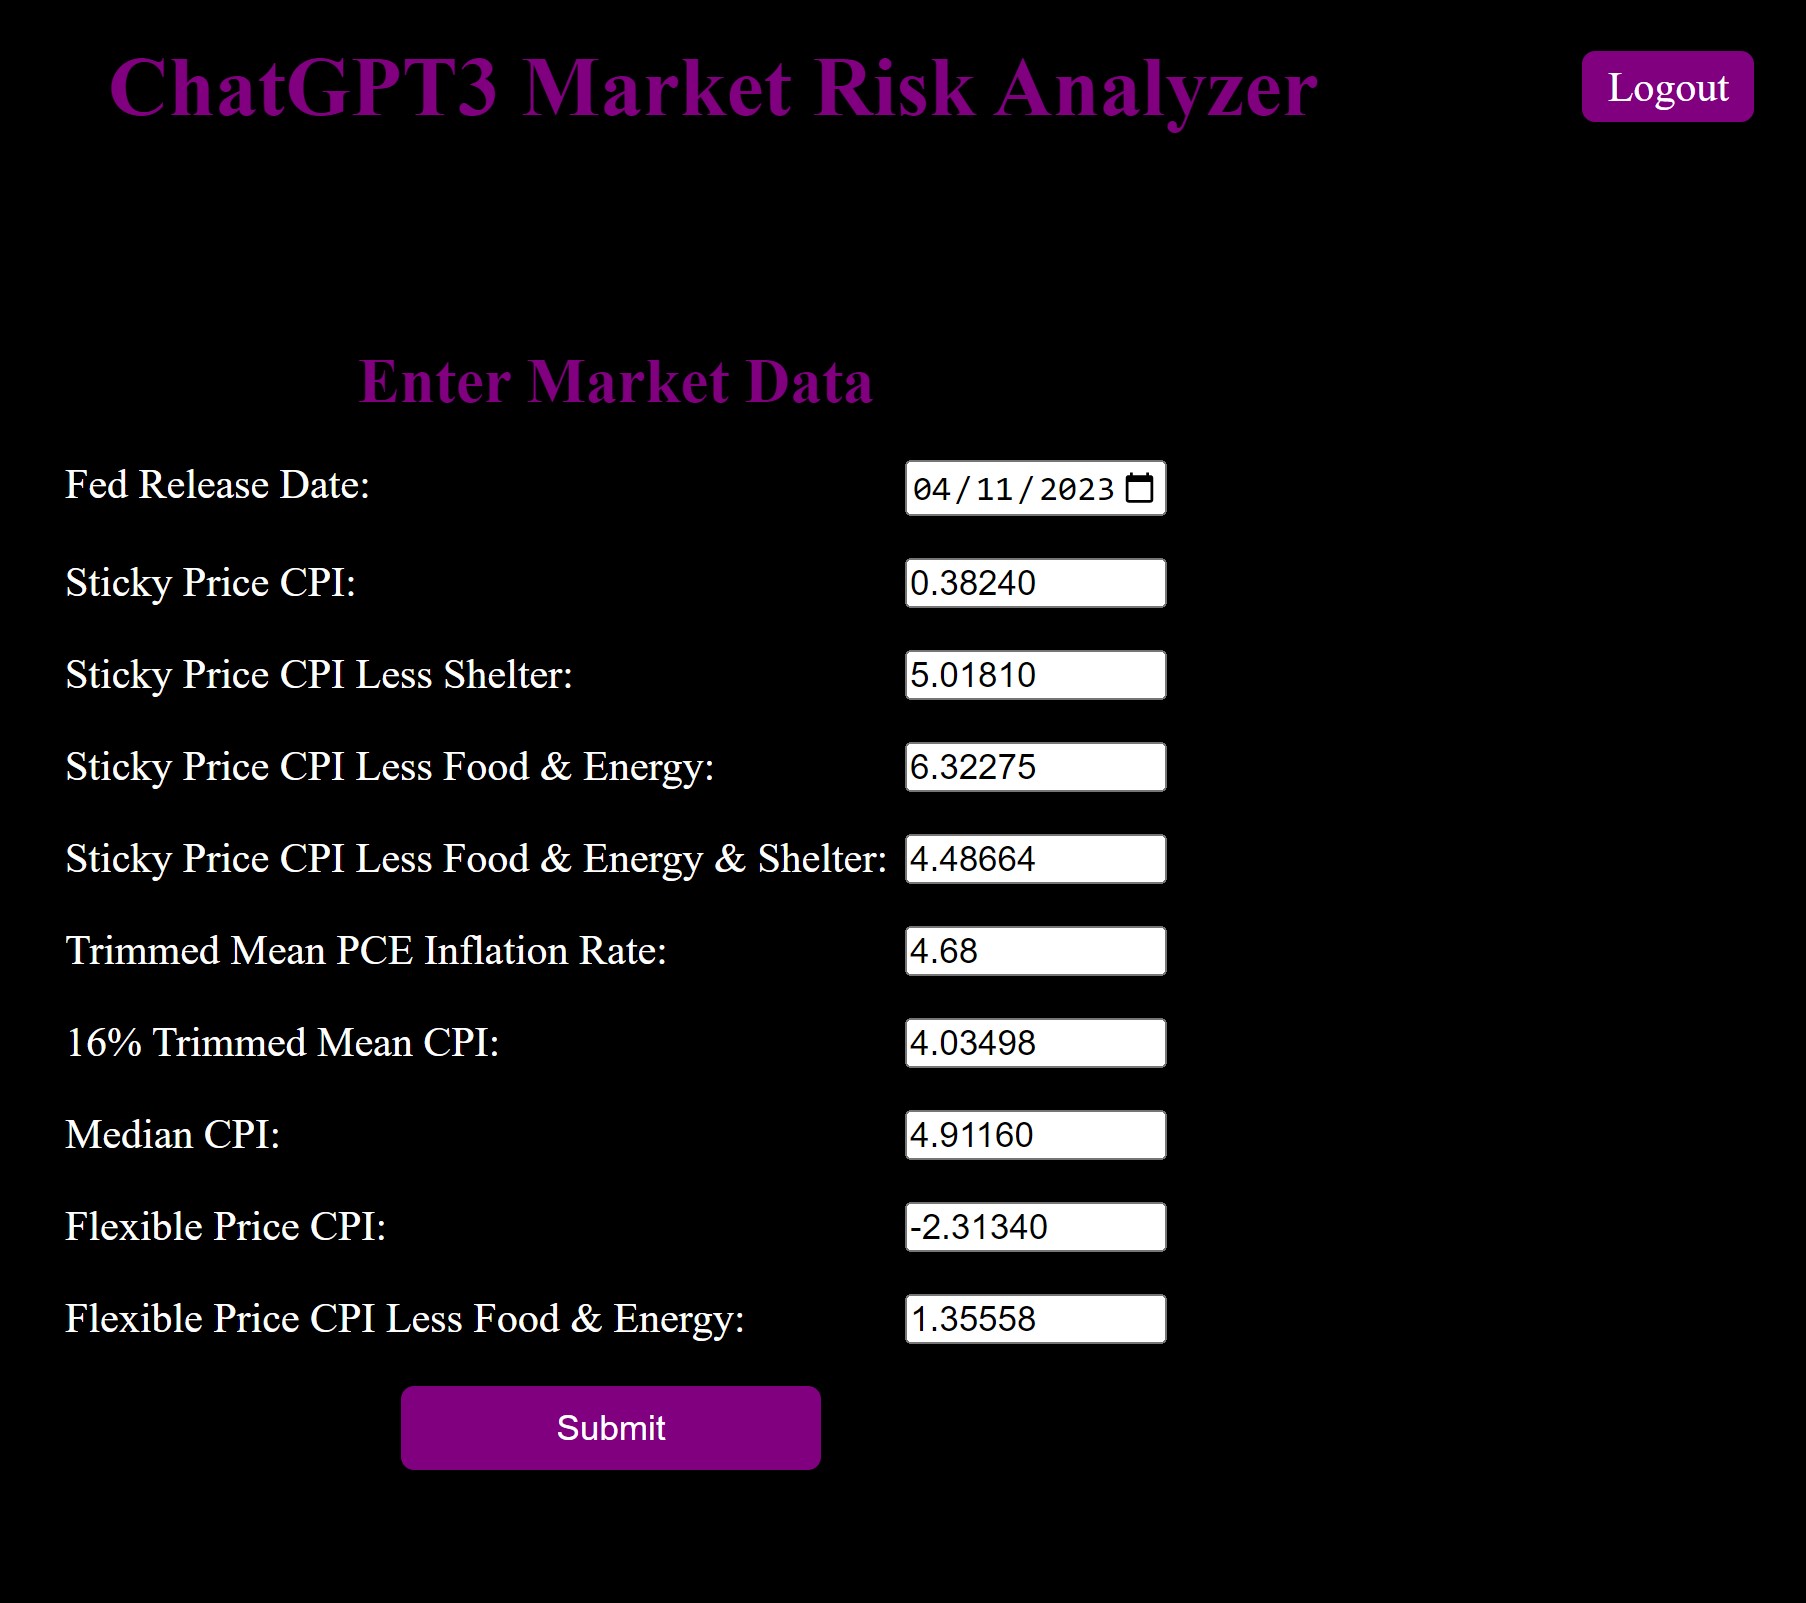 ChatGPT3 Market Risk Analyzer
Logout
Enter Market Data
Fed Release Date: 04/11/2023
Sticky Price CPI: 0.38240
Sticky Price CPI Less Shelter: 5.01810
Sticky Price CPI Less Food & Energy: 6.32275
Sticky Price CPI Less Food & Energy & Shelter: 4.48664
Trimmed Mean PCE Inflation Rate: 4.68
16% Trimmed Mean CPI: 4.03498
Median CPI: 4.91160
Flexible Price CPI: -2.31340
Flexible Price CPI Less Food & Energy: 1.35558
Submit